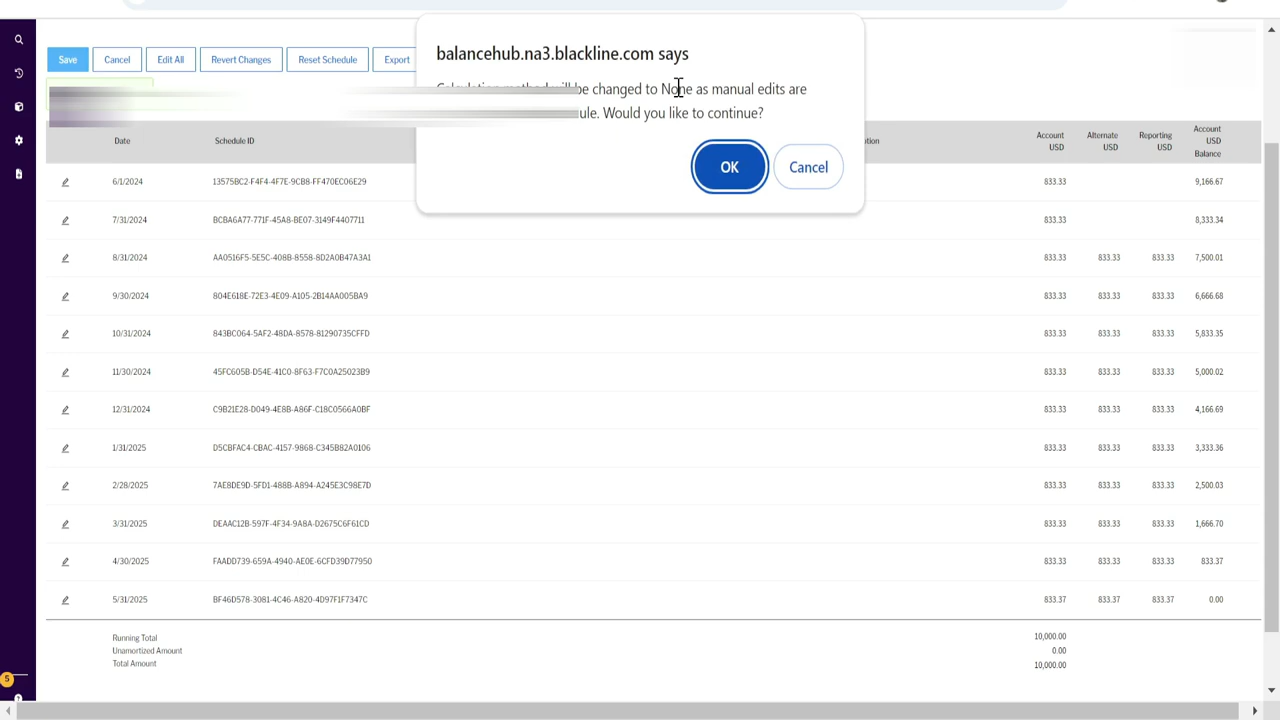 balancehub.na3.blackline.com says
Calculation method will be changed to None as manual edits are
ule. Would you like to continue?
OK Cancel
Save Cancel Edit All Revert Changes Reset Schedule Export
Date Schedule ID tion Account USD Alternate USD Reporting USD Account USD Balance
6/1/2024 13575BC2-F4F4-4F7E-9CB8-FF470EC06E29 833.33 9,166.67
7/31/2024 BCBA6A77-771F-45A8-BE07-3149F4407711 833.33 8,333.34
8/31/2024 AA0516F5-5E5C-408B-8558-8D2A0B47A3A1 833.33 833.33 833.33 7,500.01
9/30/2024 804E618E-72E3-4E09-A105-2B14AA005BA9 833.33 833.33 833.33 6,666.68
10/31/2024 843BC064-5AF2-48DA-8578-81290735CFFD 833.33 833.33 833.33 5,833.35
11/30/2024 45FC605B-D54E-41C0-8F63-F7C0A25023B9 833.33 833.33 833.33 5,000.02
12/31/2024 C9B21E28-D049-4E8B-A86F-C18C0566A0BF 833.33 833.33 833.33 4,166.69
1/31/2025 D5CBFAC4-CBAC-4157-9868-C345B82A0106 833.33 833.33 833.33 3,333.36
2/28/2025 7AE8DE9D-5FD1-488B-A894-A245E3C98E7D 833.33 833.33 833.33 2,500.03
3/31/2025 DEAAC12B-597F-4F34-9A8A-D2675C6F61CD 833.33 833.33 833.33 1,666.70
4/30/2025 FAADD739-659A-4940-AE0E-6CFD39D77950 833.33 833.33 833.33 833.37
5/31/2025 BF46D578-3081-4C46-A820-4D97F1F7347C 833.37 833.37 833.37 0.00
Running Total 10,000.00
Unamortized Amount 0.00
Total Amount 10,000.00
5